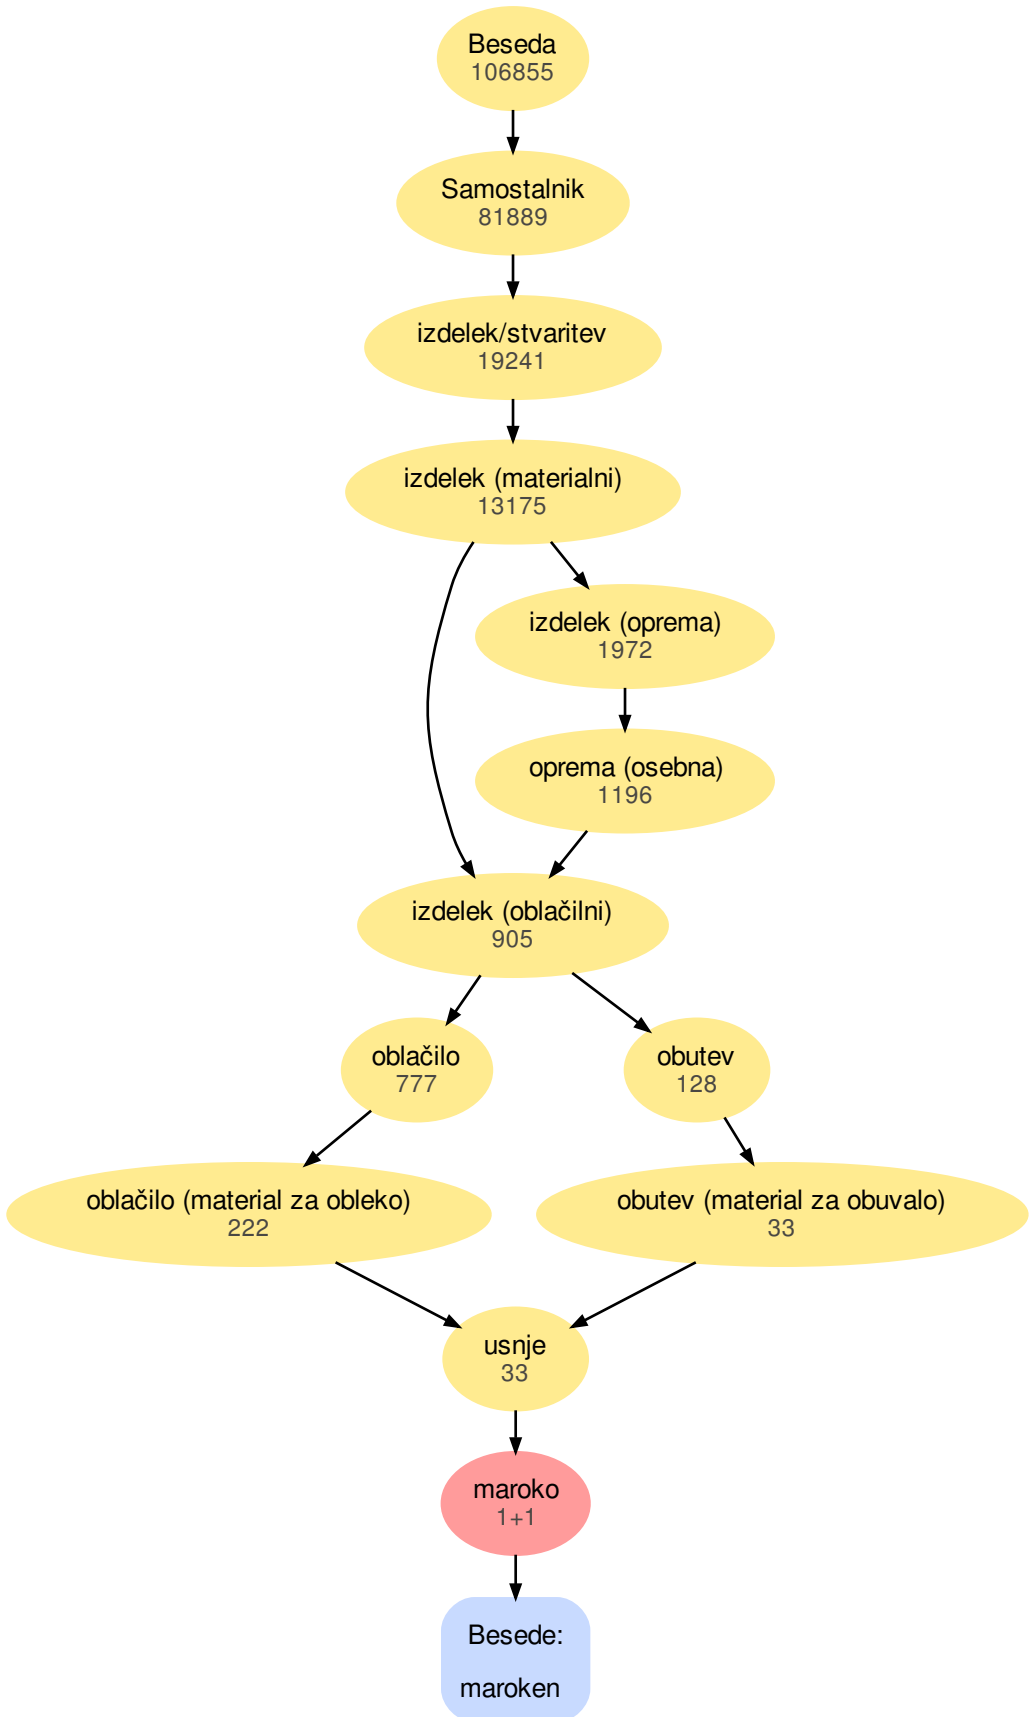 Beseda
106855
Samostalnik
81889
izdelek/stvaritev
19241
izdelek (materialni)
13175
izdelek (oprema)
1972
oprema (osebna)
1196
izdelek (oblačilni)
905
oblačilo
777
obutev
128
oblačilo (material za obleko)
222
obutev (material za obuvalo)
33
usnje
33
maroko
1+1
Besede:
maroken